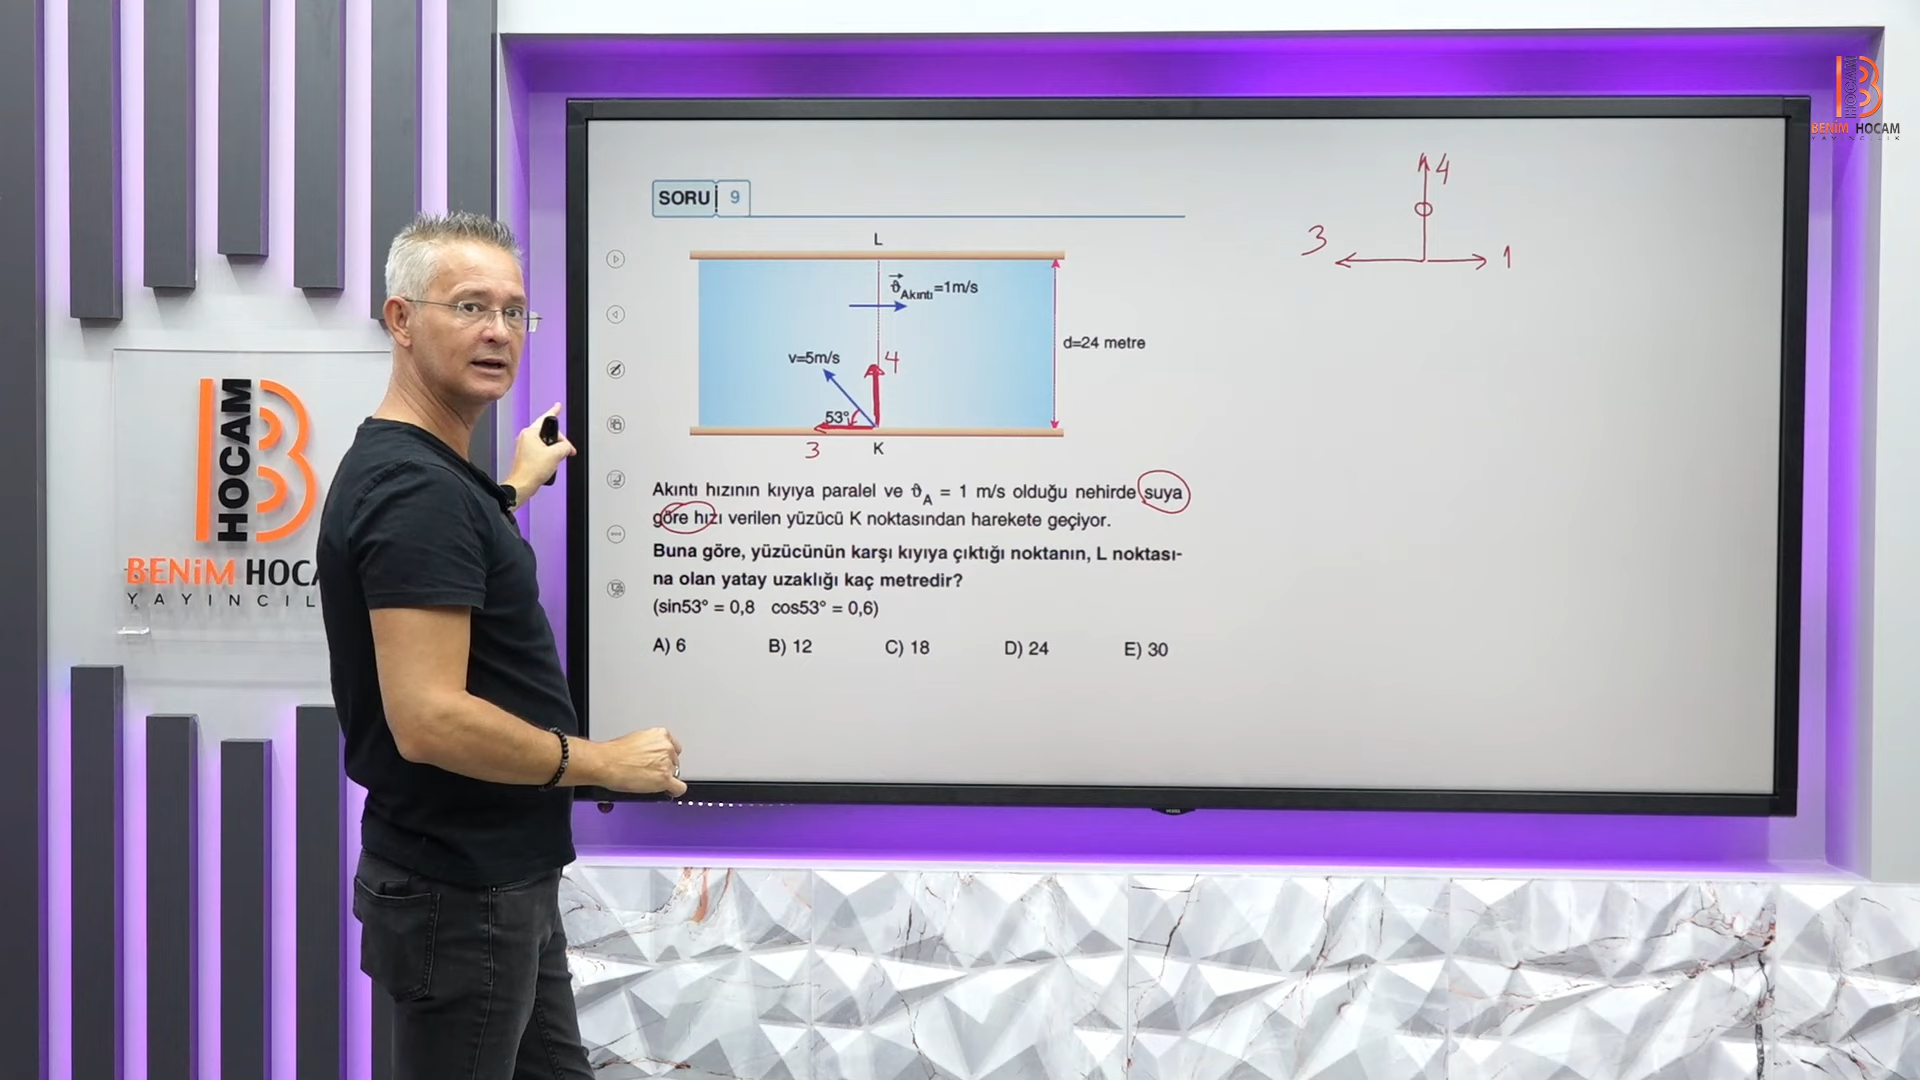 BENİM HOCAM
YAYINCILIK
HOCAM
BENİM HOCA
YAYINCIL
SORU 9
L
ϑAkıntı=1m/s
v=5m/s
4
53°
3
K
d=24 metre
4
3
1
Akıntı hızının kıyıya paralel ve ϑA = 1 m/s olduğu nehirde suya
göre hızı verilen yüzücü K noktasından harekete geçiyor.
Buna göre, yüzücünün karşı kıyıya çıktığı noktanın, L noktası-
na olan yatay uzaklığı kaç metredir?
(sin53° = 0,8 cos53° = 0,6)
A) 6 B) 12 C) 18 D) 24 E) 30